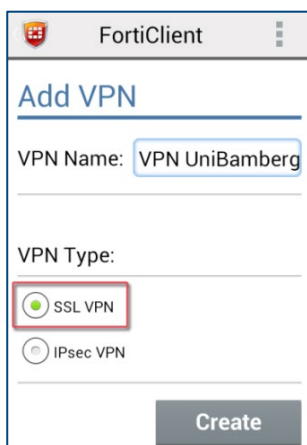 FortiClient
Add VPN
VPN Name: VPN UniBamberg
VPN Type:
SSL VPN
IPsec VPN
Create